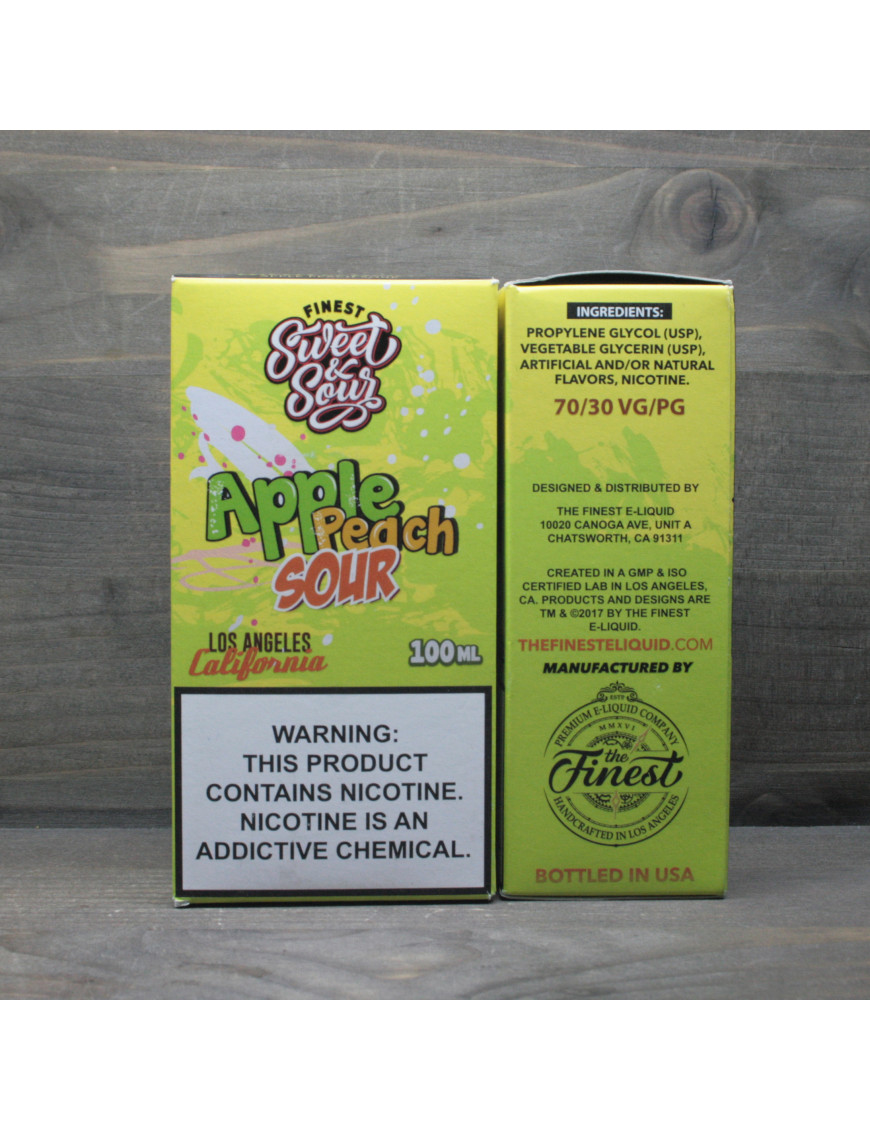 FINEST
Sweet
&
Sour
Apple
Peach
SOUR
LOS ANGELES
California
100 ML
WARNING:
THIS PRODUCT
CONTAINS NICOTINE.
NICOTINE IS AN
ADDICTIVE CHEMICAL.
INGREDIENTS:
PROPYLENE GLYCOL (USP),
VEGETABLE GLYCERIN (USP),
ARTIFICIAL AND/OR NATURAL
FLAVORS, NICOTINE.
70/30 VG/PG
DESIGNED & DISTRIBUTED BY
THE FINEST E-LIQUID
10020 CANOGA AVE, UNIT A
CHATSWORTH, CA 91311
CREATED IN A GMP & ISO
CERTIFIED LAB IN LOS ANGELES,
CA. PRODUCTS AND DESIGNS ARE
TM & ©2017 BY THE FINEST
E-LIQUID.
THEFINESTELIQUID.COM
MANUFACTURED BY
ESTD
PREMIUM E-LIQUID COMPANY
MMXVI
the
Finest
HANDCRAFTED IN LOS ANGELES
BOTTLED IN USA